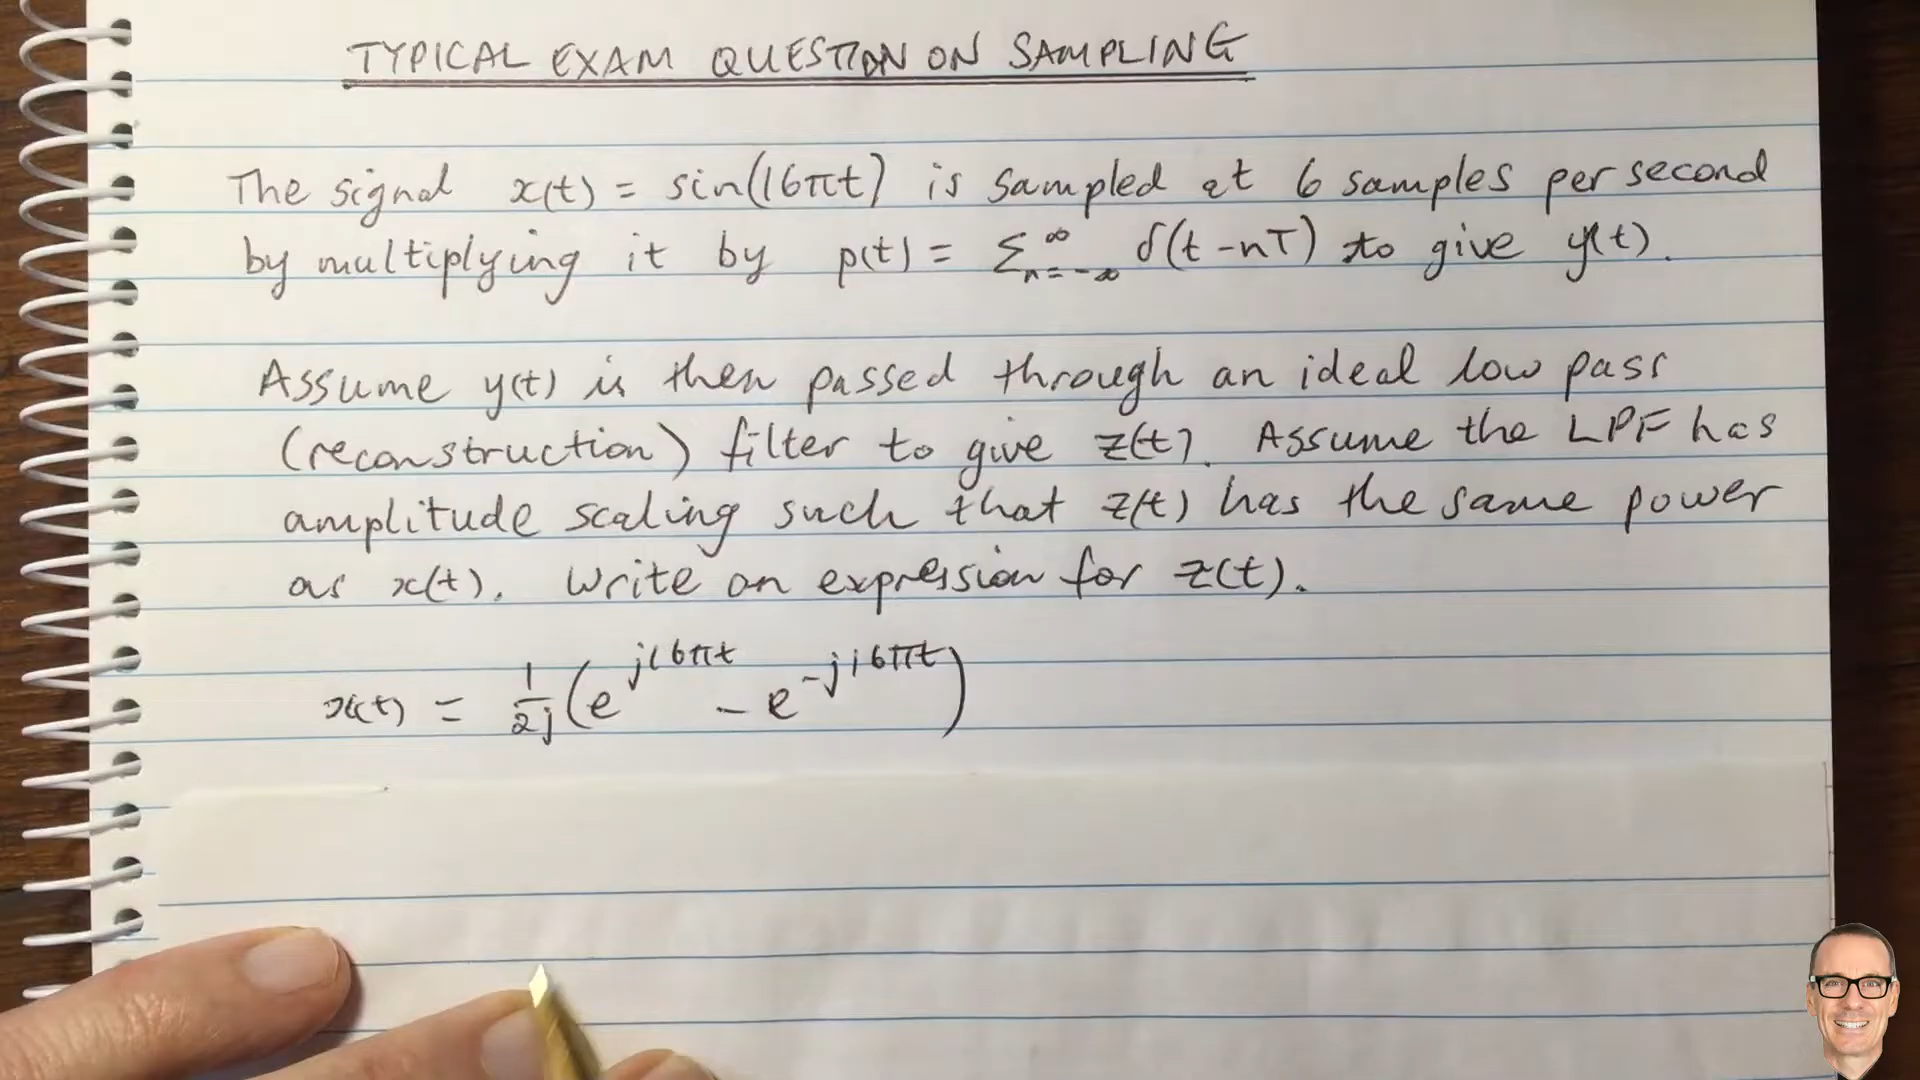 TYPICAL EXAM QUESTION ON SAMPLING
The signal x(t) = sin(16πt) is sampled at 6 samples per second
by multiplying it by p(t) = Σ_{n=-∞}^{∞} δ(t-nT) to give y(t).
Assume y(t) is then passed through an ideal low pass
(reconstruction) filter to give z(t). Assume the LPF has
amplitude scaling such that z(t) has the same power
as x(t). Write an expression for z(t).
x(t) = 1/2j (e^{j16πt} - e^{-j16πt})